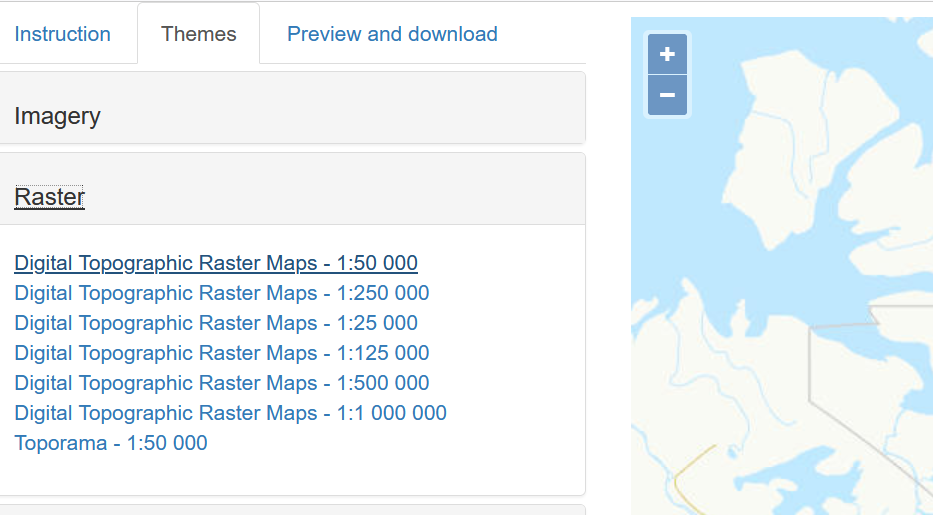 Instruction
Themes
Preview and download
Imagery
Raster
Digital Topographic Raster Maps - 1:50 000
Digital Topographic Raster Maps - 1:250 000
Digital Topographic Raster Maps - 1:25 000
Digital Topographic Raster Maps - 1:125 000
Digital Topographic Raster Maps - 1:500 000
Digital Topographic Raster Maps - 1:1 000 000
Toporama - 1:50 000
+
−